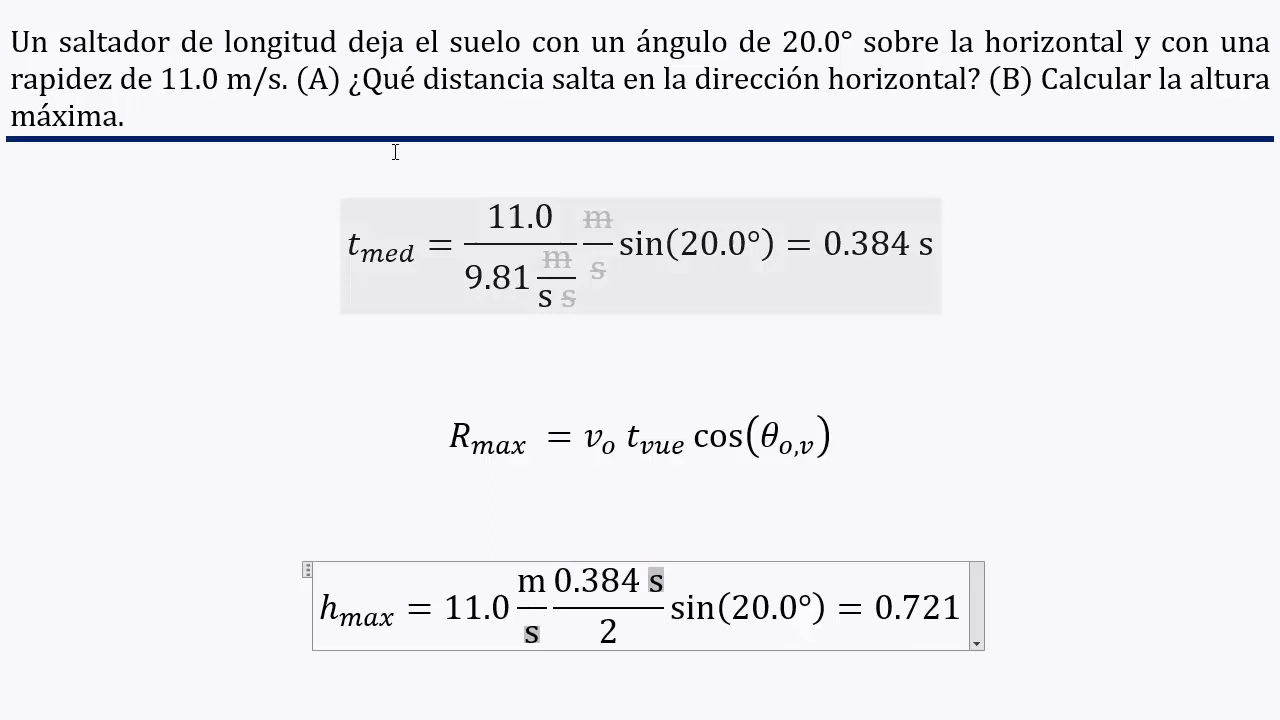 Un saltador de longitud deja el suelo con un ángulo de 20.0° sobre la horizontal y con una
rapidez de 11.0 m/s. (A) ¿Qué distancia salta en la dirección horizontal? (B) Calcular la altura
máxima.
t_med = 11.0 / 9.81 m/s s m/s sin(20.0°) = 0.384 s
R_max = v_o t_vue cos(θ_o,v)
h_max = 11.0 m/s 0.384 s / 2 sin(20.0°) = 0.721